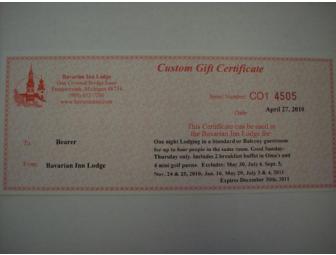 Custom Gift Certificate
Bavarian Inn Lodge
One Covered Bridge Lane
Frankenmuth, Michigan 48734
Serial Number: CO1 4505
April 27, 2010
Date
This Certificate can be used at
the Bavarian Inn Lodge for:
To Bearer
From Bavarian Inn Lodge
One night Lodging in a Standard or Balcony guestroom
for up to four people in the same room. Good Sunday-
Thursday only. Includes 2 breakfast buffet in Oma's and
4 mini golf passes. Excludes: May 30, July 4, Sept 5,
Nov. 24 & 25, 2010; Jan. 16, May 29, July 3 & 4, 2011
Expires December 30th, 2011